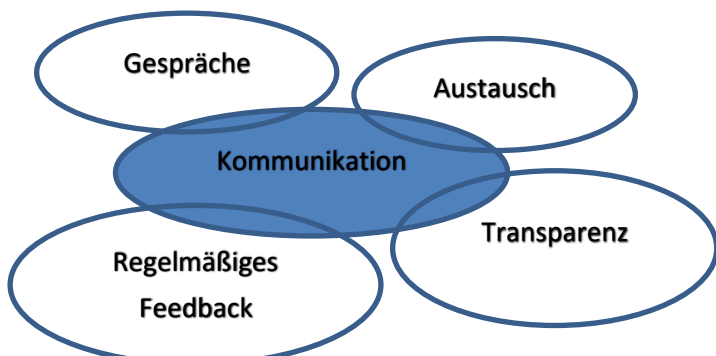 Gespräche
Austausch
Kommunikation
Transparenz
Regelmäßiges
Feedback